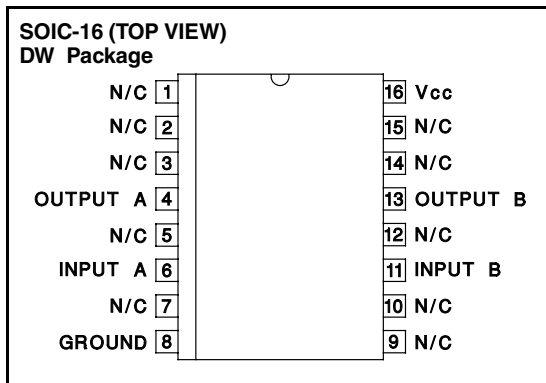 SOIC-16 (TOP VIEW)
DW Package
N/C 1 16 Vcc
N/C 2 15 N/C
N/C 3 14 N/C
OUTPUT A 4 13 OUTPUT B
N/C 5 12 N/C
INPUT A 6 11 INPUT B
N/C 7 10 N/C
GROUND 8 9 N/C